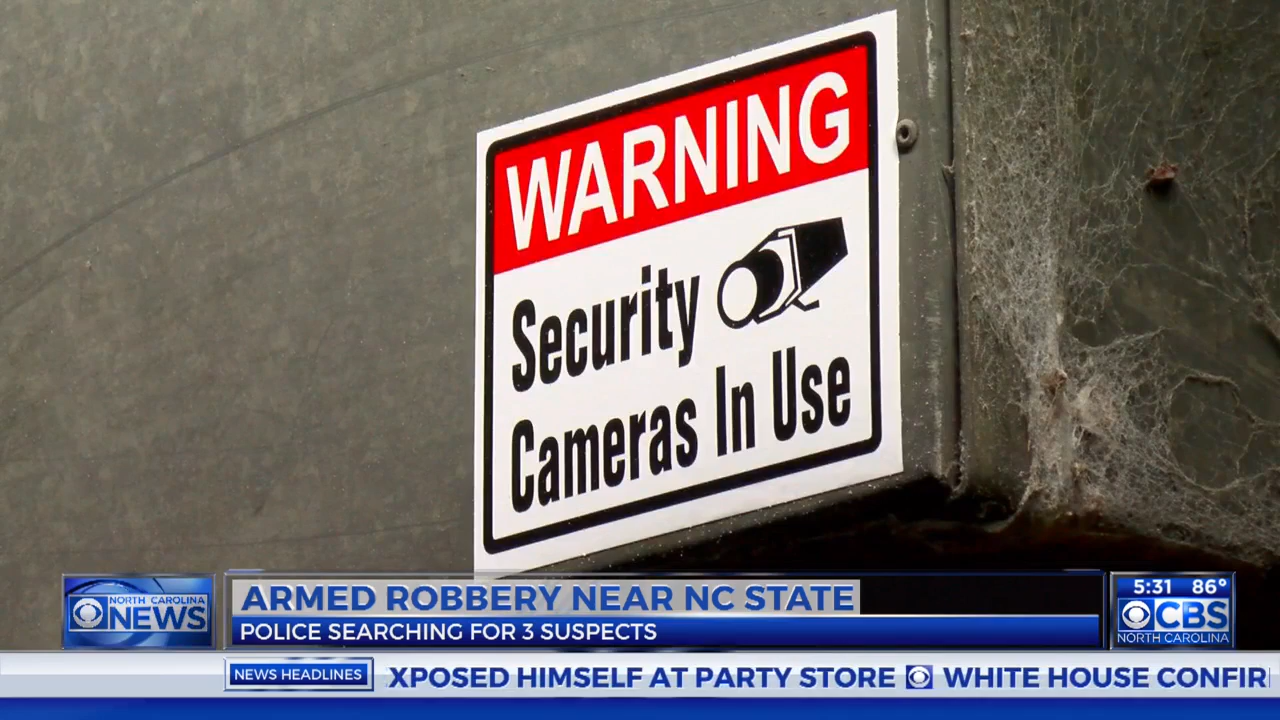 WARNING
Security
Cameras In Use
NORTH CAROLINA
NEWS
ARMED ROBBERY NEAR NC STATE
POLICE SEARCHING FOR 3 SUSPECTS
5:31 86°
CBS
NORTH CAROLINA
NEWS HEADLINES
XPOSED HIMSELF AT PARTY STORE WHITE HOUSE CONFIR